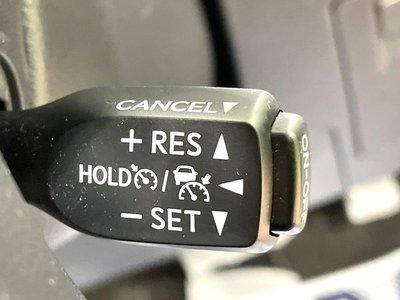 CANCEL ▼
+ RES ▲
HOLD / ◀
− SET ▼
ON-OFF